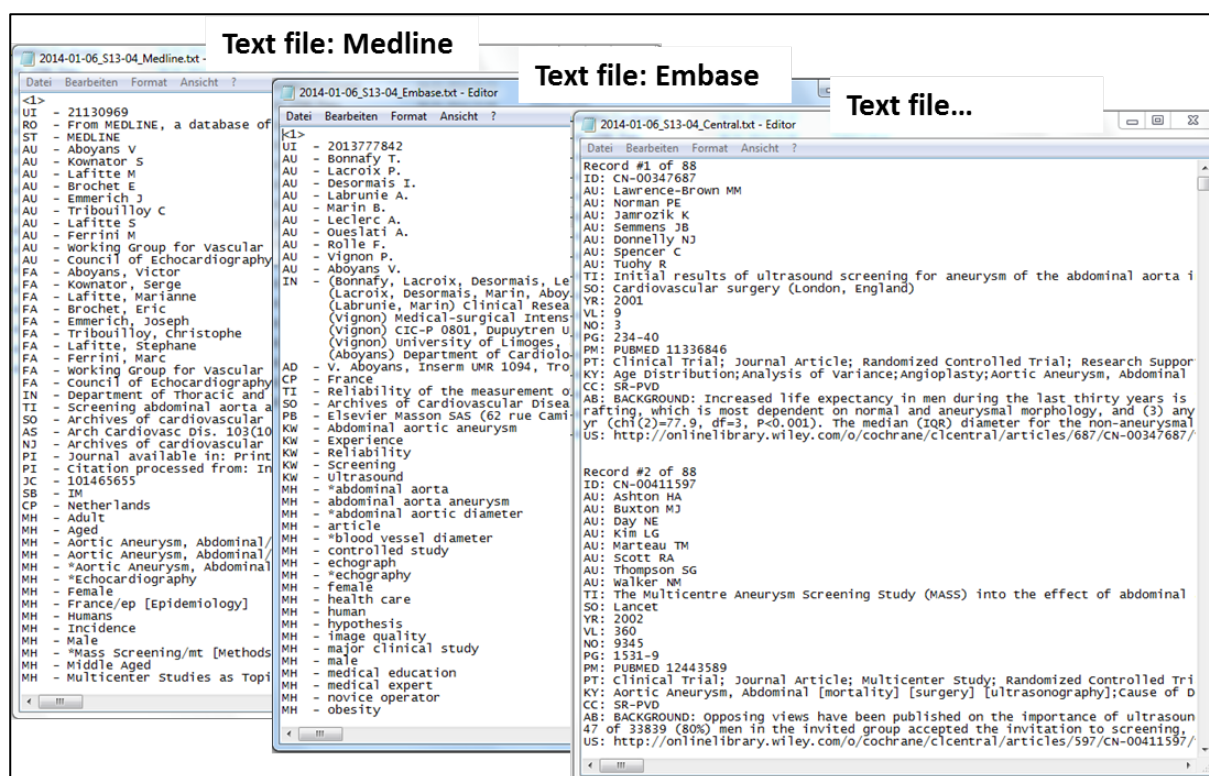 Text file: Medline
2014-01-06_S13-04_Medline.txt -
Datei Bearbeiten Format Ansicht ?
<1>
UI - 21130969
RO - From MEDLINE, a database of
ST - MEDLINE
AU - Aboyans V
AU - Kownator S
AU - Lafitte M
AU - Brochet E
AU - Emmerich J
AU - Tribouilloy C
AU - Lafitte S
AU - Ferrini M
AU - Working Group for Vascular
AU - Council of Echocardiography
FA - Aboyans, Victor
FA - Kownator, Serge
FA - Lafitte, Marianne
FA - Brochet, Eric
FA - Emmerich, Joseph
FA - Tribouilloy, Christophe
FA - Lafitte, Stephane
FA - Ferrini, Marc
FA - Working Group for Vascular
FA - Council of Echocardiography
IN - Department of Thoracic and
TI - Screening abdominal aorta a
SO - Archives of cardiovascular
AS - Arch Cardiovasc Dis. 103(10
NJ - Archives of cardiovascular
PI - Journal available in: Print
PI - Citation processed from: In
JC - 101465655
SB - IM
CP - Netherlands
MH - Adult
MH - Aged
MH - Aortic Aneurysm, Abdominal/
MH - Aortic Aneurysm, Abdominal/
MH - *Aortic Aneurysm, Abdominal
MH - *Echocardiography
MH - Female
MH - France/ep [Epidemiology]
MH - Humans
MH - Incidence
MH - Male
MH - *Mass Screening/mt [Methods
MH - Middle Aged
MH - Multicenter Studies as Topi
Text file: Embase
2014-01-06_S13-04_Embase.txt - Editor
Datei Bearbeiten Format Ansicht ?
<1>
UI - 2013777842
AU - Bonnafy T.
AU - Lacroix P.
AU - Desormais I.
AU - Labrunie A.
AU - Marin B.
AU - Leclerc A.
AU - Oueslati A.
AU - Rolle F.
AU - Vignon P.
AU - Aboyans V.
IN - (Bonnafy, Lacroix, Desormais, Le
(Lacroix, Desormais, Marin, Aboy
(Labrunie, Marin) Clinical Resea
(Vignon) Medical-surgical Intens
(Vignon) CIC-P 0801, Dupuytren U
(Vignon) University of Limoges,
(Aboyans) Department of Cardiolo
AD - V. Aboyans, Inserm UMR 1094, Tro
CP - France
TI - Reliability of the measurement o
SO - Archives of Cardiovascular Disea
PB - Elsevier Masson SAS (62 rue Cami
KW - Abdominal aortic aneurysm
KW - Experience
KW - Reliability
KW - Screening
KW - Ultrasound
MH - *abdominal aorta
MH - abdominal aorta aneurysm
MH - *abdominal aortic diameter
MH - article
MH - *blood vessel diameter
MH - controlled study
MH - echograph
MH - *echography
MH - female
MH - health care
MH - human
MH - hypothesis
MH - image quality
MH - major clinical study
MH - male
MH - medical education
MH - medical expert
MH - novice operator
MH - obesity
Text file...
2014-01-06_S13-04_Central.txt - Editor
Datei Bearbeiten Format Ansicht ?
Record #1 of 88
ID: CN-00347687
AU: Lawrence-Brown MM
AU: Norman PE
AU: Jamrozik K
AU: Semmens JB
AU: Donnelly NJ
AU: Spencer C
AU: Tuohy R
TI: Initial results of ultrasound screening for aneurysm of the abdominal aorta i
SO: Cardiovascular surgery (London, England)
YR: 2001
VL: 9
NO: 3
PG: 234-40
PM: PUBMED 11336846
PT: Clinical Trial; Journal Article; Randomized Controlled Trial; Research Suppor
KY: Age Distribution;Analysis of Variance;Angioplasty;Aortic Aneurysm, Abdominal
CC: SR-PVD
AB: BACKGROUND: Increased life expectancy in men during the last thirty years is
rafting, which is most dependent on normal and aneurysmal morphology, and (3) any
yr (chi(2)=77.9, df=3, P<0.001). The median (IQR) diameter for the non-aneurysmal
US: http://onlinelibrary.wiley.com/o/cochrane/clcentral/articles/687/CN-00347687/
Record #2 of 88
ID: CN-00411597
AU: Ashton HA
AU: Buxton MJ
AU: Day NE
AU: Kim LG
AU: Marteau TM
AU: Scott RA
AU: Thompson SG
AU: Walker NM
TI: The Multicentre Aneurysm Screening Study (MASS) into the effect of abdominal
SO: Lancet
YR: 2002
VL: 360
NO: 9345
PG: 1531-9
PM: PUBMED 12443589
PT: Clinical Trial; Journal Article; Multicenter Study; Randomized Controlled Tri
KY: Aortic Aneurysm, Abdominal [mortality] [surgery] [ultrasonography];Cause of D
CC: SR-PVD
AB: BACKGROUND: Opposing views have been published on the importance of ultrasoun
47 of 33839 (80%) men in the invited group accepted the invitation to screening,
US: http://onlinelibrary.wiley.com/o/cochrane/clcentral/articles/597/CN-00411597/